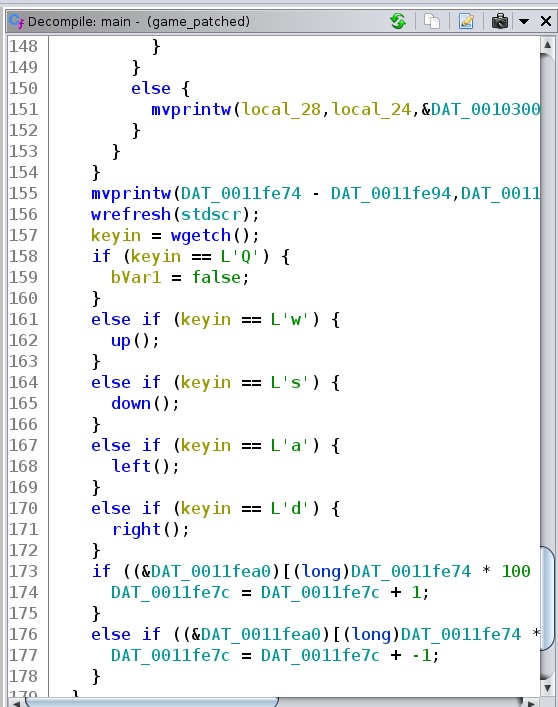 Decompile: main - (game_patched)
148 }
149 }
150 else {
151 mvprintw(local_28,local_24,&DAT_0010300
152 }
153 }
154 }
155 mvprintw(DAT_0011fe74 - DAT_0011fe94,DAT_0011
156 wrefresh(stdscr);
157 keyin = wgetch();
158 if (keyin == L'Q') {
159 bVar1 = false;
160 }
161 else if (keyin == L'w') {
162 up();
163 }
164 else if (keyin == L's') {
165 down();
166 }
167 else if (keyin == L'a') {
168 left();
169 }
170 else if (keyin == L'd') {
171 right();
172 }
173 if ((&DAT_0011fea0)[(long)DAT_0011fe74 * 100
174 DAT_0011fe7c = DAT_0011fe7c + 1;
175 }
176 else if ((&DAT_0011fea0)[(long)DAT_0011fe74 *
177 DAT_0011fe7c = DAT_0011fe7c + -1;
178 }
179 }